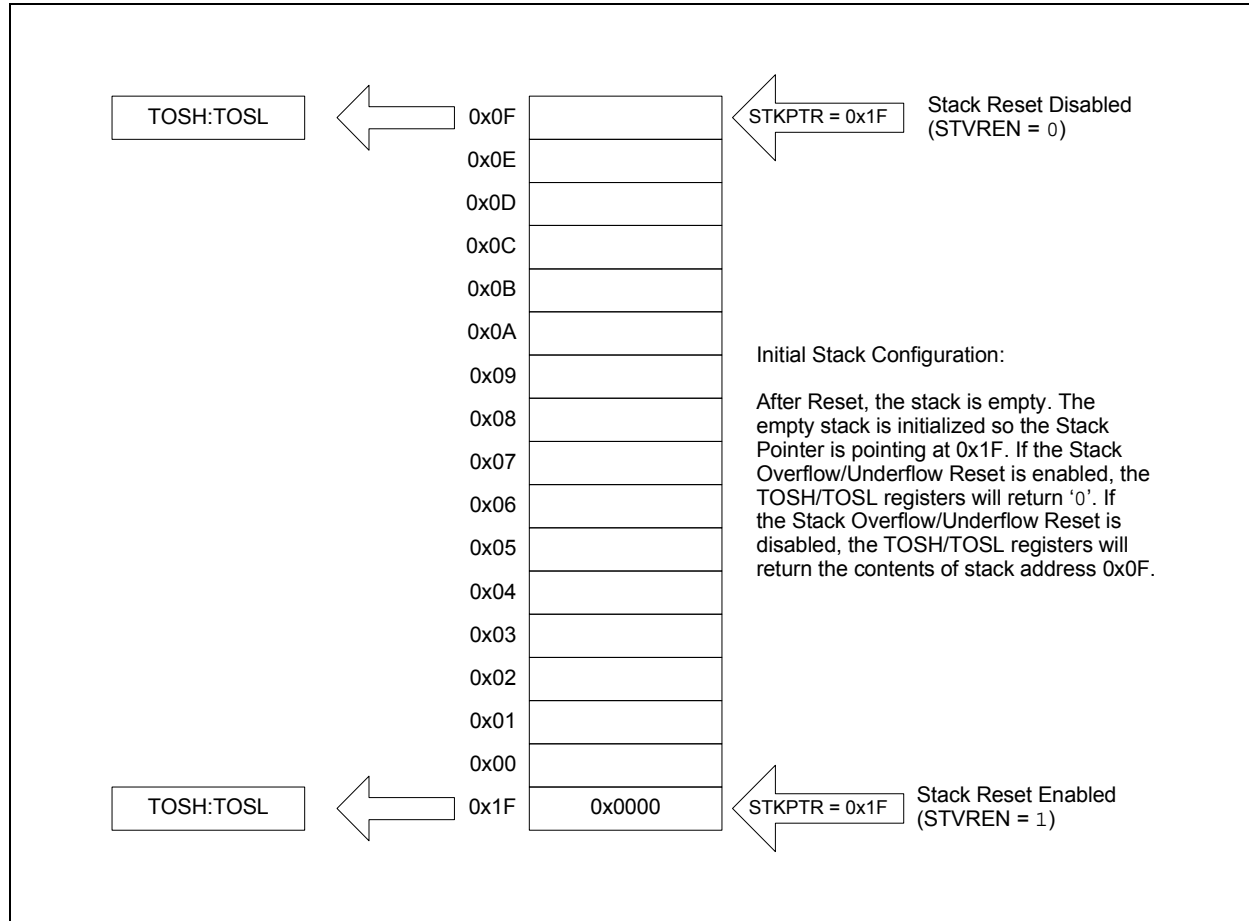 TOSH:TOSL
0x0F
STKPTR = 0x1F
Stack Reset Disabled
(STVREN = 0)
0x0E
0x0D
0x0C
0x0B
0x0A
0x09
0x08
0x07
0x06
0x05
0x04
0x03
0x02
0x01
0x00
Initial Stack Configuration:
After Reset, the stack is empty. The
empty stack is initialized so the Stack
Pointer is pointing at 0x1F. If the Stack
Overflow/Underflow Reset is enabled, the
TOSH/TOSL registers will return ‘0’. If
the Stack Overflow/Underflow Reset is
disabled, the TOSH/TOSL registers will
return the contents of stack address 0x0F.
TOSH:TOSL
0x1F
0x0000
STKPTR = 0x1F
Stack Reset Enabled
(STVREN = 1)